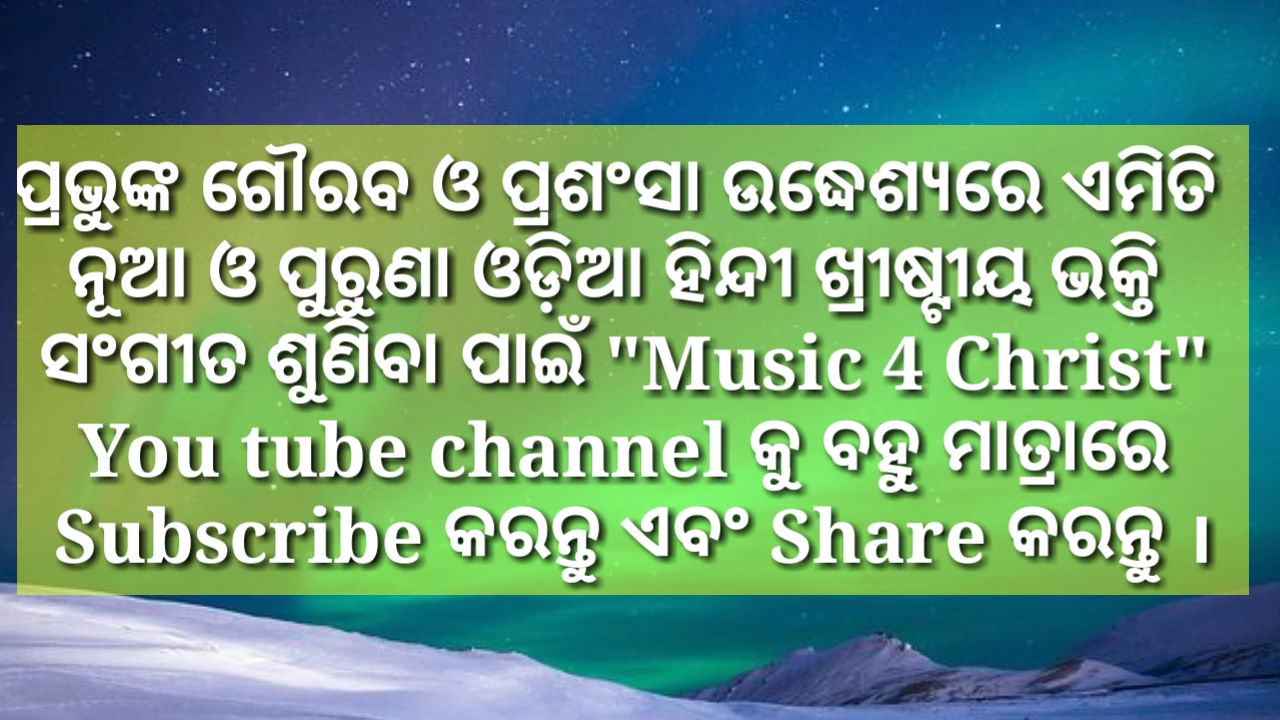 ପ୍ରଭୁଙ୍କ ଗୌରବ ଓ ପ୍ରଶଂସା ଉଦ୍ଧେଶ୍ୟରେ ଏମିତି
ନୂଆ ଓ ପୁରୁଣା ଓଡ଼ିଆ ହିନ୍ଦୀ ଖ୍ରୀଷ୍ଟୀୟ ଭକ୍ତି
ସଂଗୀତ ଶୁଣିବା ପାଇଁ "Music 4 Christ"
You tube channel କୁ ବହୁ ମାତ୍ରାରେ
Subscribe କରନ୍ତୁ ଏବଂ Share କରନ୍ତୁ ।